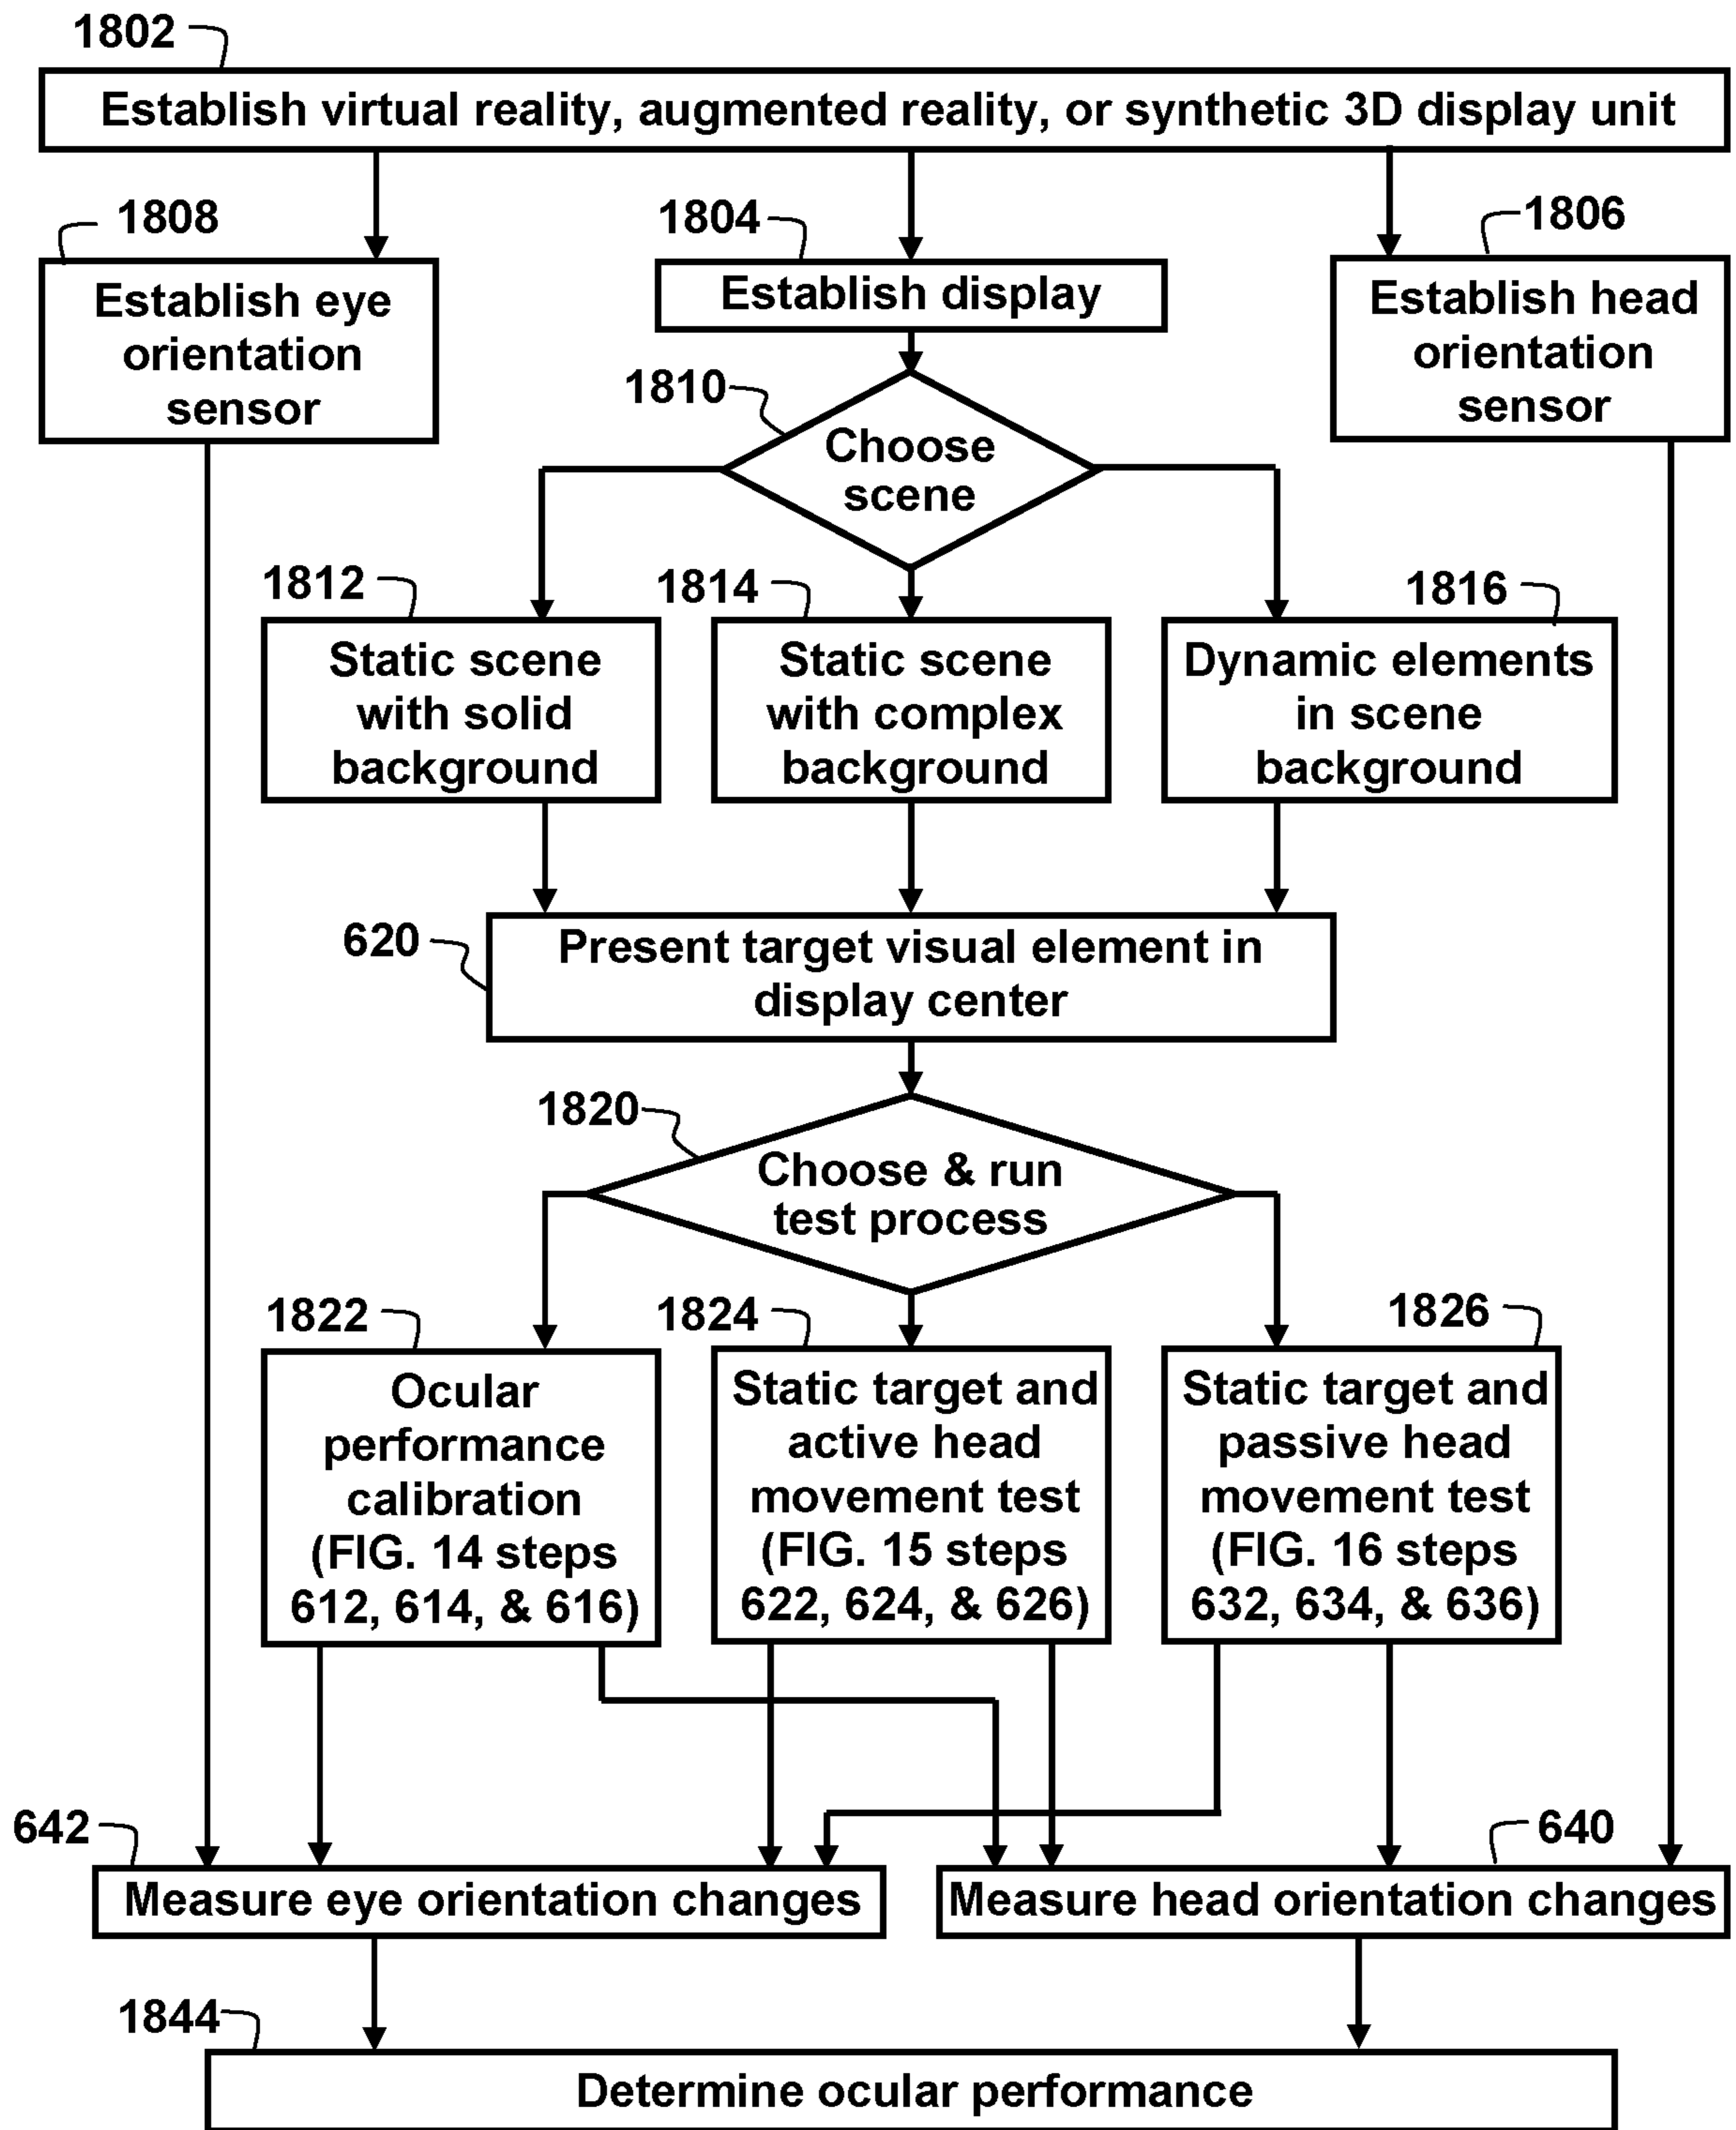 1802
Establish virtual reality, augmented reality, or synthetic 3D display unit
1808
1804
1806
Establish eye
orientation
sensor
Establish display
Establish head
orientation
sensor
1810
Choose
scene
1812
1814
1816
Static scene
with solid
background
Static scene
with complex
background
Dynamic elements
in scene
background
620
Present target visual element in
display center
1820
Choose & run
test process
1822
1824
1826
Ocular
performance
calibration
(FIG. 14 steps
612, 614, & 616)
Static target and
active head
movement test
(FIG. 15 steps
622, 624, & 626)
Static target and
passive head
movement test
(FIG. 16 steps
632, 634, & 636)
642
640
Measure eye orientation changes
Measure head orientation changes
1844
Determine ocular performance